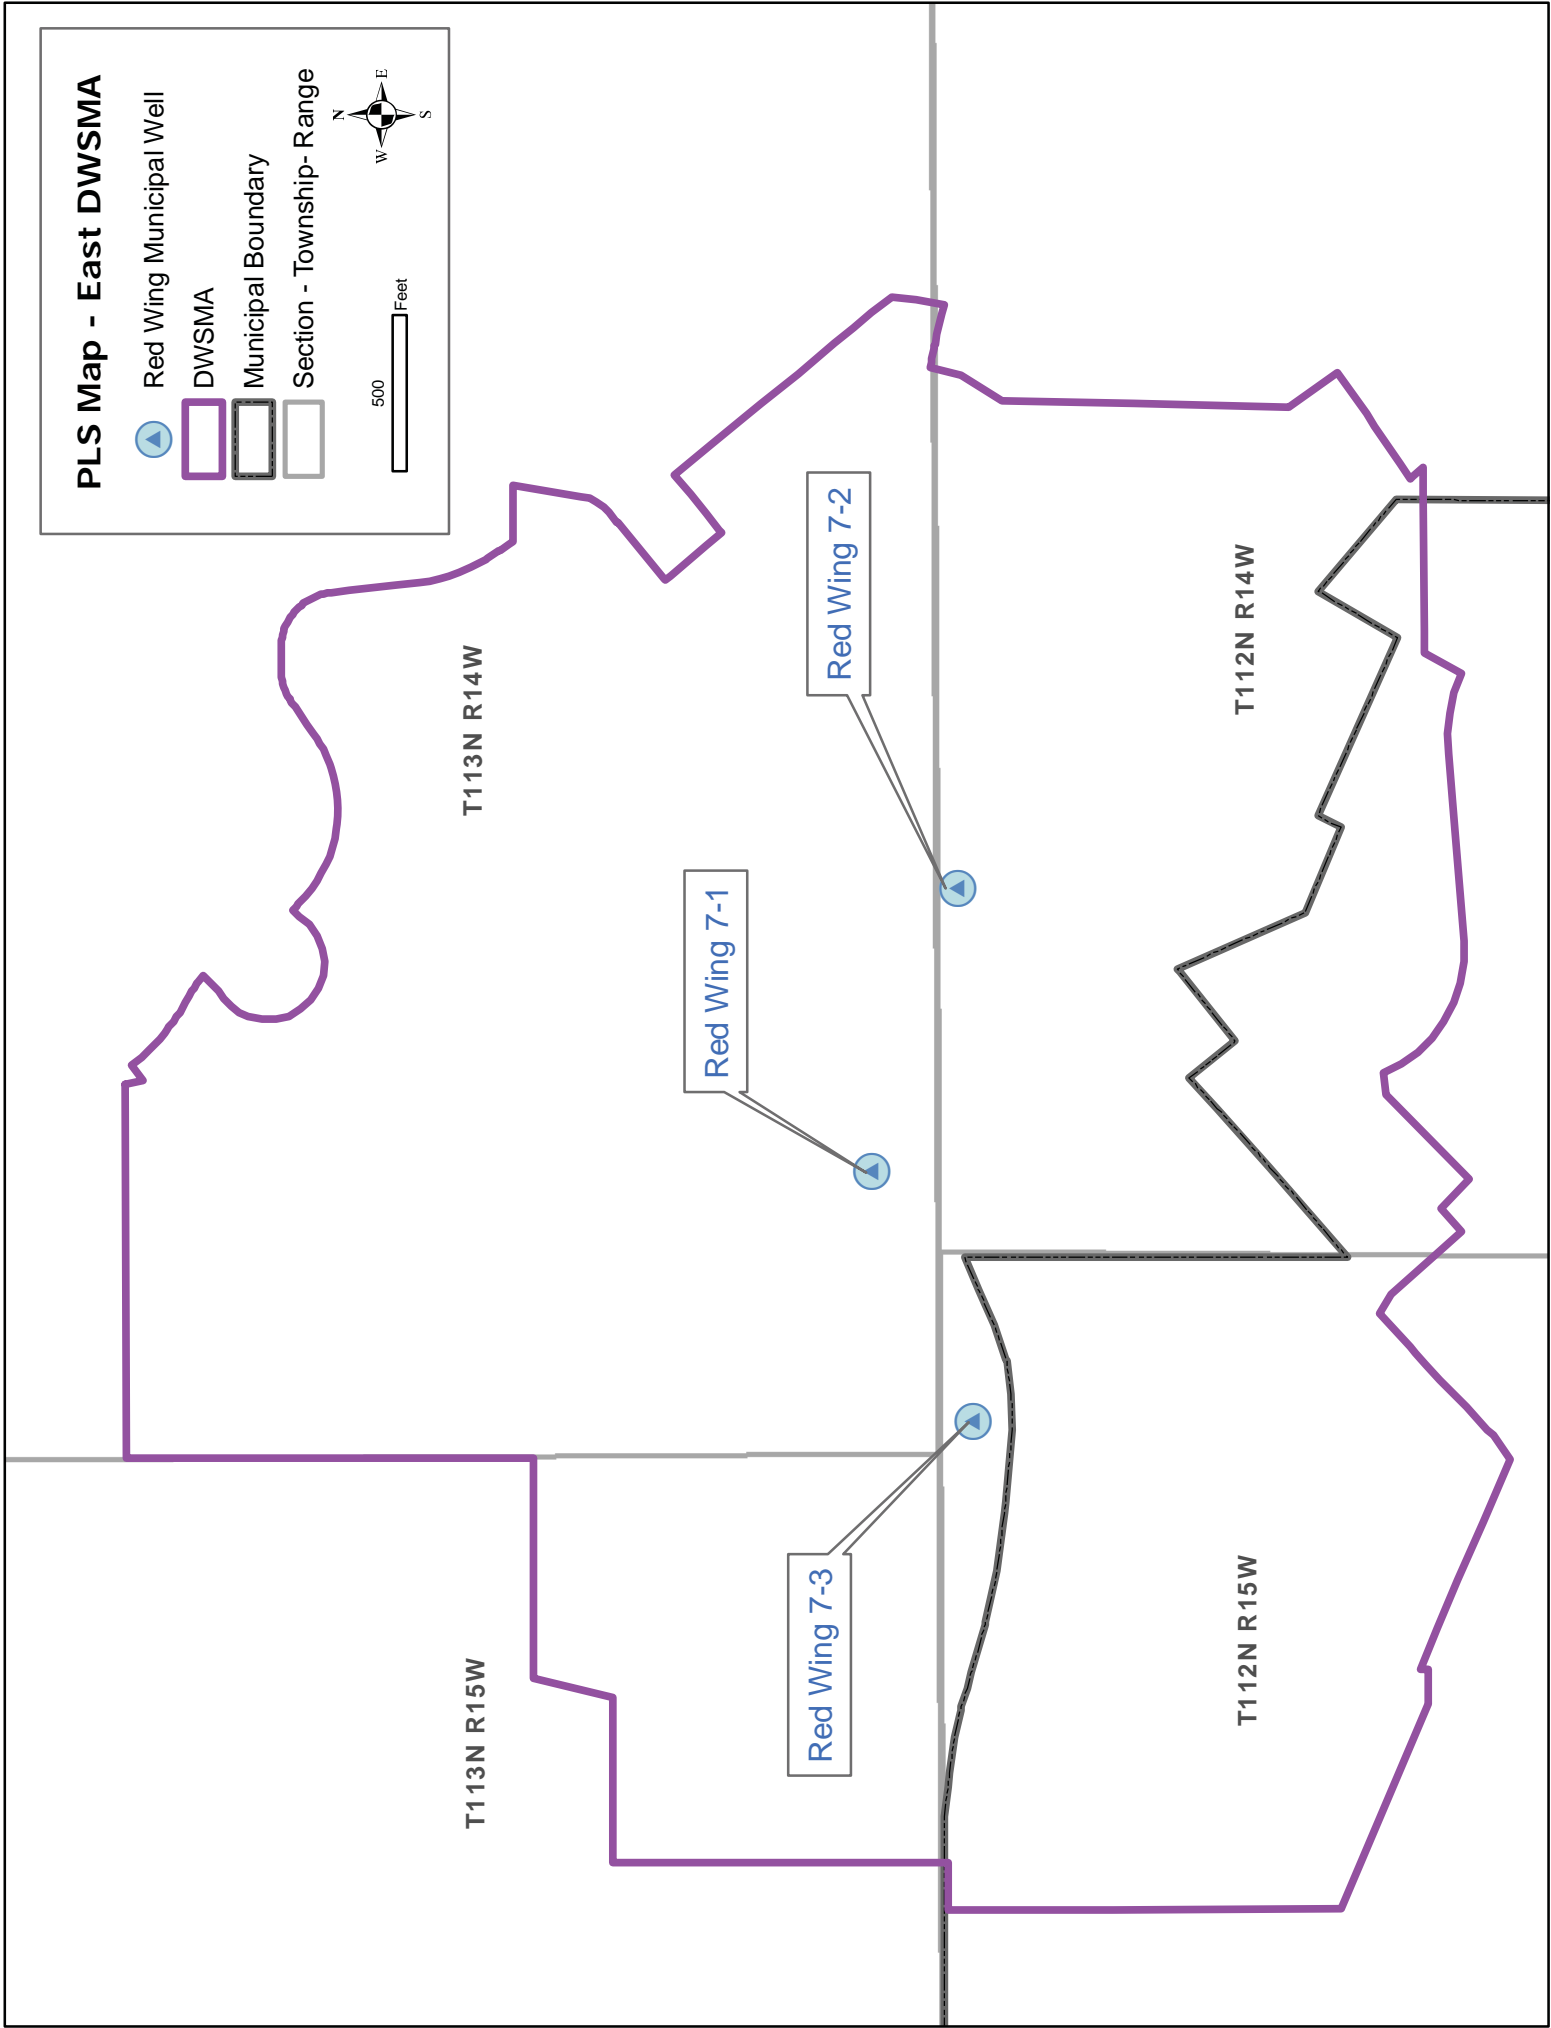 PLS Map - East DWSMA
Red Wing Municipal Well
DWSMA
Municipal Boundary
Section - Township- Range
N
W
E
S
500
Feet
T113N R15W
T113N R14W
Red Wing 7-1
Red Wing 7-3
Red Wing 7-2
T112N R15W
T112N R14W